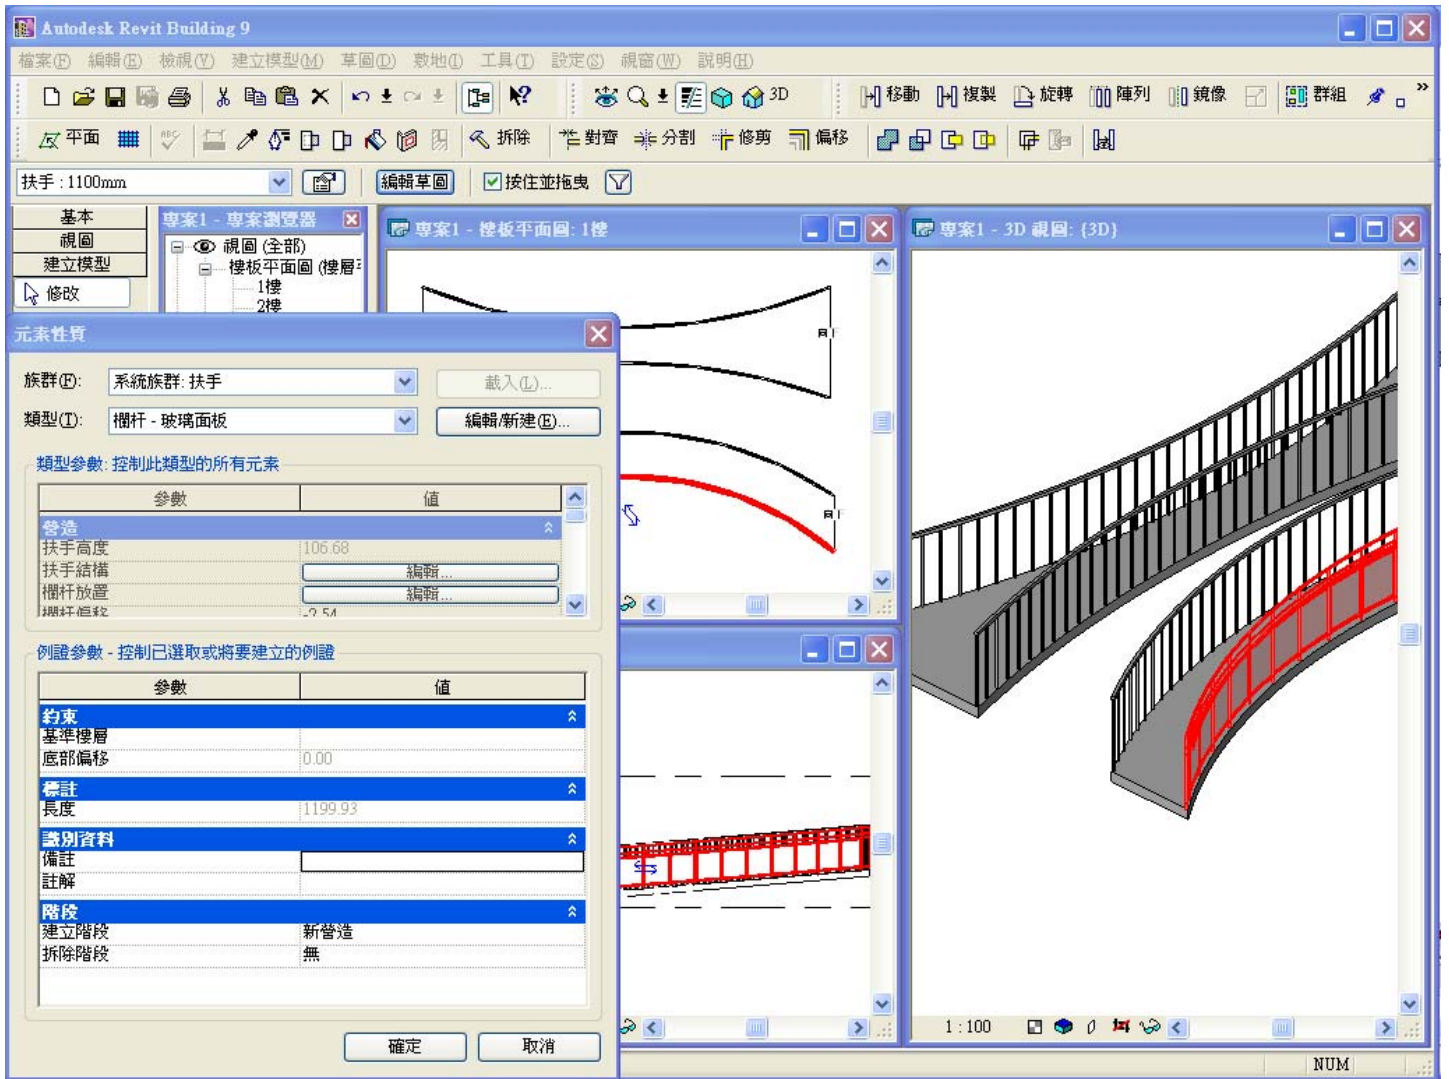 Autodesk Revit Building 9
檔案(F) 編輯(E) 檢視(V) 建立模型(M) 草圖(D) 敷地(I) 工具(T) 設定(S) 視窗(W) 說明(H)
3D 移動 複製 旋轉 陣列 鏡像 群組 »
平面 ABC 拆除 對齊 分割 修剪 偏移
扶手 : 1100mm 編輯草圖 按住並拖曳
基本
視圖
建立模型
修改
專案1 - 專案瀏覽器
視圖 (全部)
樓板平面圖 (樓層
1樓
2樓
專案1 - 樓板平面圖: 1樓
專案1 - 3D 視圖: {3D}
元素性質
族群(F): 系統族群: 扶手 載入(L)...
類型(T): 欄杆 - 玻璃面板 編輯/新建(E)...
類型參數: 控制此類型的所有元素
參數 值
營造
扶手高度 106.68
扶手結構 編輯...
欄杆放置 編輯...
欄杆偏移 -2.54
例證參數 - 控制已選取或將要建立的例證
參數 值
約束
基準樓層
底部偏移 0.00
標註
長度 1199.93
識別資料
備註
註解
階段
建立階段 新營造
拆除階段 無
確定 取消
1 : 100
NUM